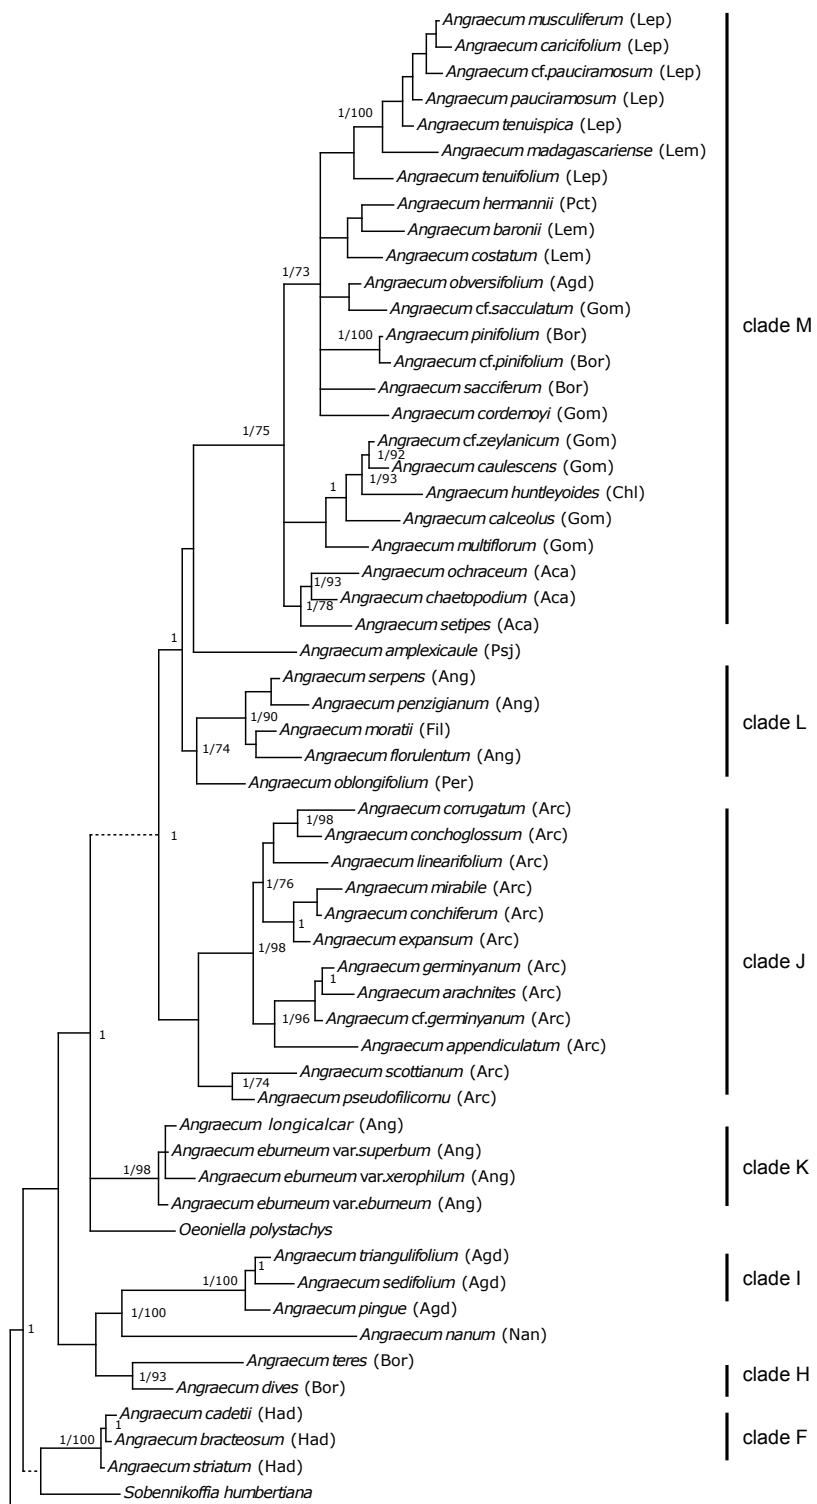 Angraecum musculiferum (Lep)
Angraecum caricifolium (Lep)
Angraecum cf.pauciramosum (Lep)
Angraecum pauciramosum (Lep)
1/100
Angraecum tenuispica (Lep)
Angraecum madagascariense (Lem)
Angraecum tenuifolium (Lep)
Angraecum hermannii (Pct)
Angraecum baronii (Lem)
Angraecum costatum (Lem)
1/73
Angraecum obversifolium (Agd)
Angraecum cf.sacculatum (Gom)
clade M
1/100
Angraecum pinifolium (Bor)
Angraecum cf.pinifolium (Bor)
Angraecum sacciferum (Bor)
Angraecum cordemoyi (Gom)
1/75
Angraecum cf.zeylanicum (Gom)
1/92
Angraecum caulescens (Gom)
1/93
1
Angraecum huntleyoides (Chl)
Angraecum calceolus (Gom)
Angraecum multiflorum (Gom)
Angraecum ochraceum (Aca)
1/93
Angraecum chaetopodium (Aca)
1/78
Angraecum setipes (Aca)
1
Angraecum amplexicaule (Psj)
Angraecum serpens (Ang)
Angraecum penzigianum (Ang)
1/90
clade L
Angraecum moratii (Fil)
1/74
Angraecum florulentum (Ang)
Angraecum oblongifolium (Per)
Angraecum corrugatum (Arc)
1/98
Angraecum conchoglossum (Arc)
1
Angraecum linearifolium (Arc)
1/76
Angraecum mirabile (Arc)
Angraecum conchiferum (Arc)
1
Angraecum expansum (Arc)
1/98
clade J
Angraecum germinyanum (Arc)
1
Angraecum arachnites (Arc)
1/96
Angraecum cf.germinyanum (Arc)
1
Angraecum appendiculatum (Arc)
Angraecum scottianum (Arc)
1/74
Angraecum pseudofilicornu (Arc)
Angraecum longicalcar (Ang)
Angraecum eburneum var.superbum (Ang)
1/98
clade K
Angraecum eburneum var.xerophilum (Ang)
Angraecum eburneum var.eburneum (Ang)
Oeoniella polystachys
Angraecum triangulifolium (Agd)
1
1/100
clade I
Angraecum sedifolium (Agd)
Angraecum pingue (Agd)
1/100
1
Angraecum nanum (Nan)
Angraecum teres (Bor)
1/93
clade H
Angraecum dives (Bor)
Angraecum cadetii (Had)
1
1/100
clade F
Angraecum bracteosum (Had)
Angraecum striatum (Had)
Sobennikoffia humbertiana